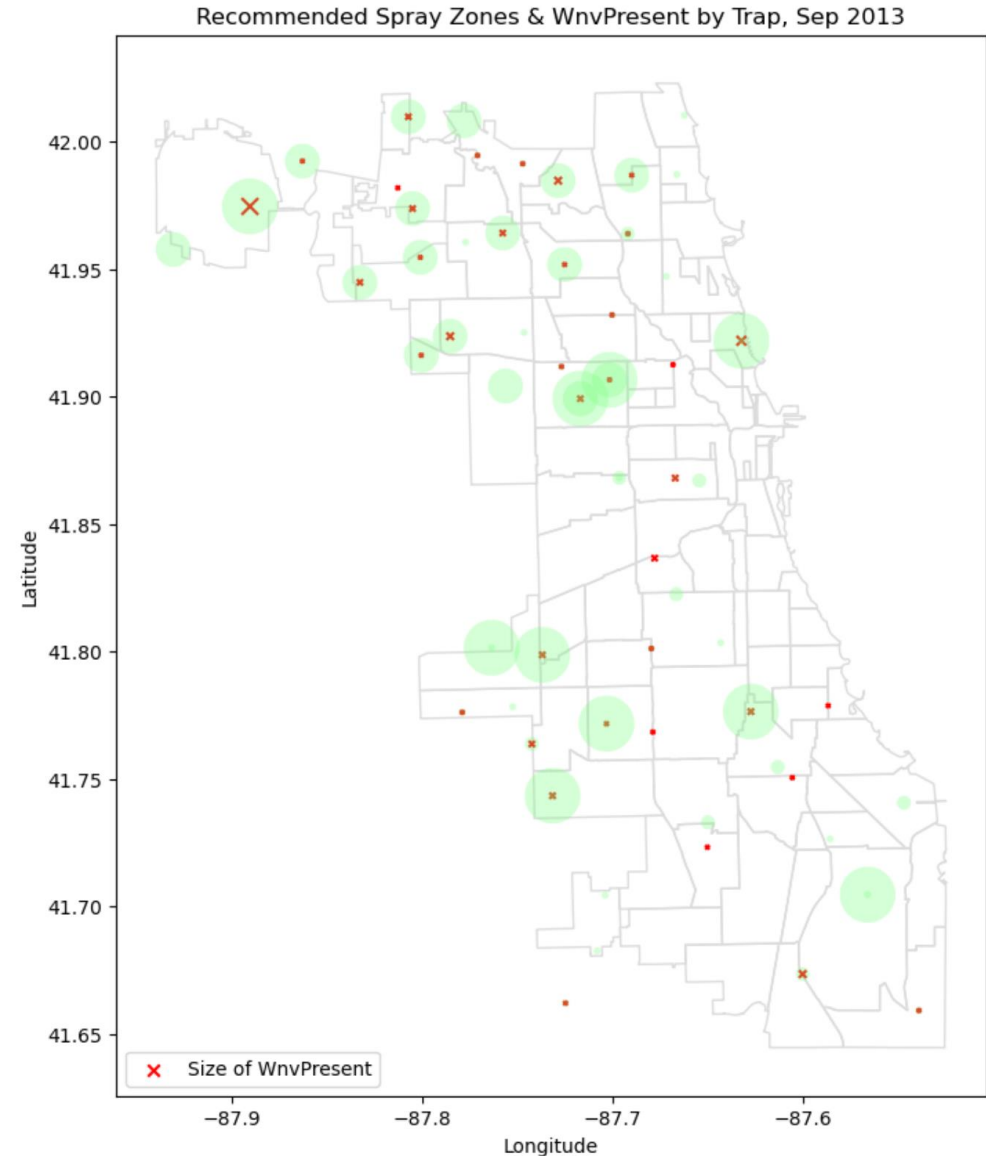 Recommended Spray Zones & WnvPresent by Trap, Sep 2013
42.00
41.95
41.90
41.85
41.80
41.75
41.70
41.65
Latitude
Size of WnvPresent
−87.9 −87.8 −87.7 −87.6
Longitude